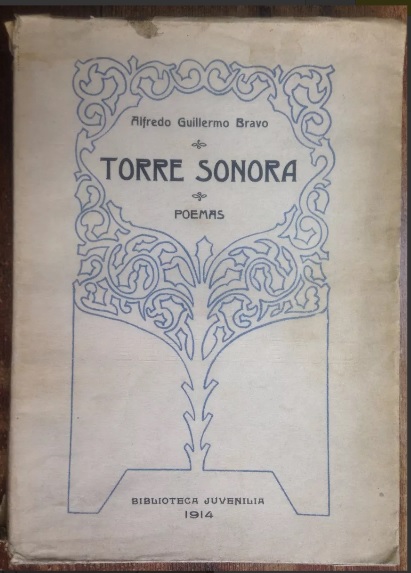 Alfredo Guillermo Bravo
TORRE SONORA
POEMAS
BIBLIOTECA JUVENILIA
1914